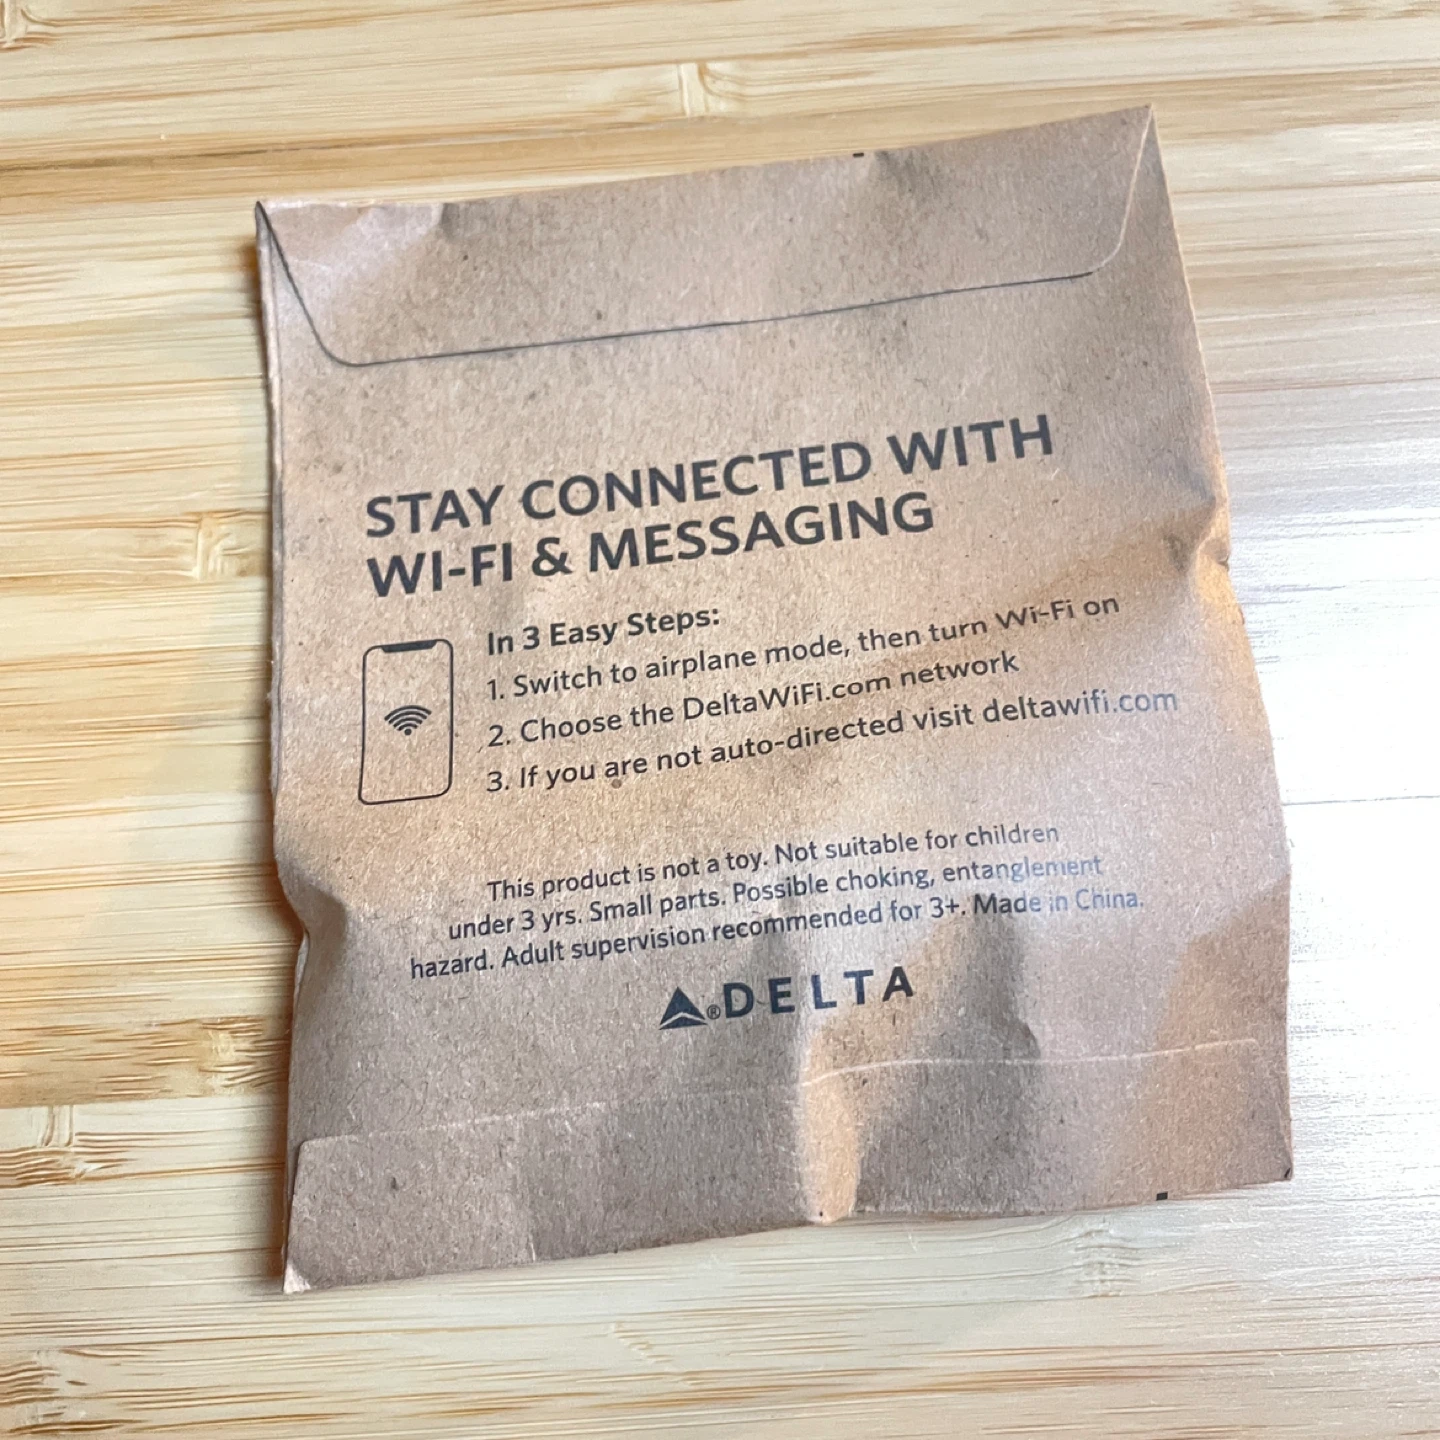 STAY CONNECTED WITH
WI-FI & MESSAGING
In 3 Easy Steps:
1. Switch to airplane mode, then turn Wi-Fi on
2. Choose the DeltaWiFi.com network
3. If you are not auto-directed visit deltawifi.com
This product is not a toy. Not suitable for children
under 3 yrs. Small parts. Possible choking, entanglement
hazard. Adult supervision recommended for 3+. Made in China.
®DELTA